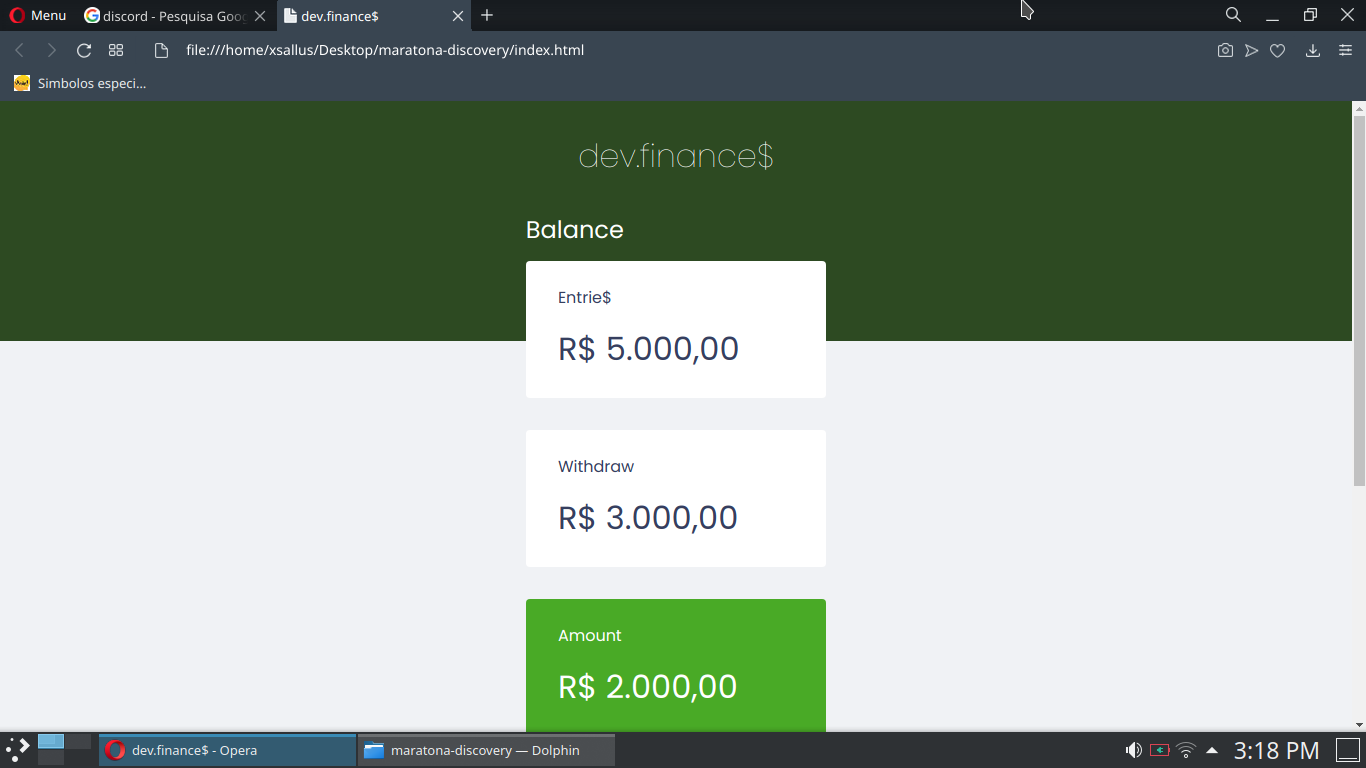 Menu
discord - Pesquisa Goo
dev.finance$
file:///home/xsallus/Desktop/maratona-discovery/index.html
Simbolos especi...
dev.finance$
Balance
Entrie$
R$ 5.000,00
Withdraw
R$ 3.000,00
Amount
R$ 2.000,00
dev.finance$ - Opera
maratona-discovery — Dolphin
3:18 PM